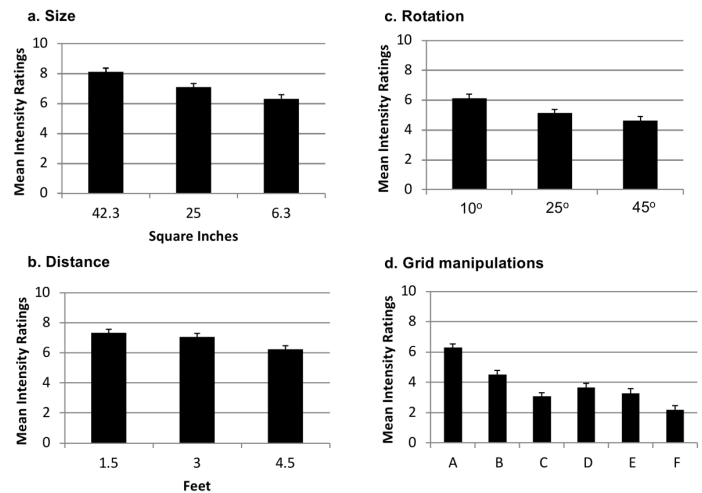 a. Size
Mean Intensity Ratings
10
8
6
4
2
0
42.3 25 6.3
Square Inches
b. Distance
Mean Intensity Ratings
10
8
6
4
2
0
1.5 3 4.5
Feet
c. Rotation
Mean Intensity Ratings
10
8
6
4
2
0
10° 25° 45°
d. Grid manipulations
Mean Intensity Ratings
10
8
6
4
2
0
A B C D E F